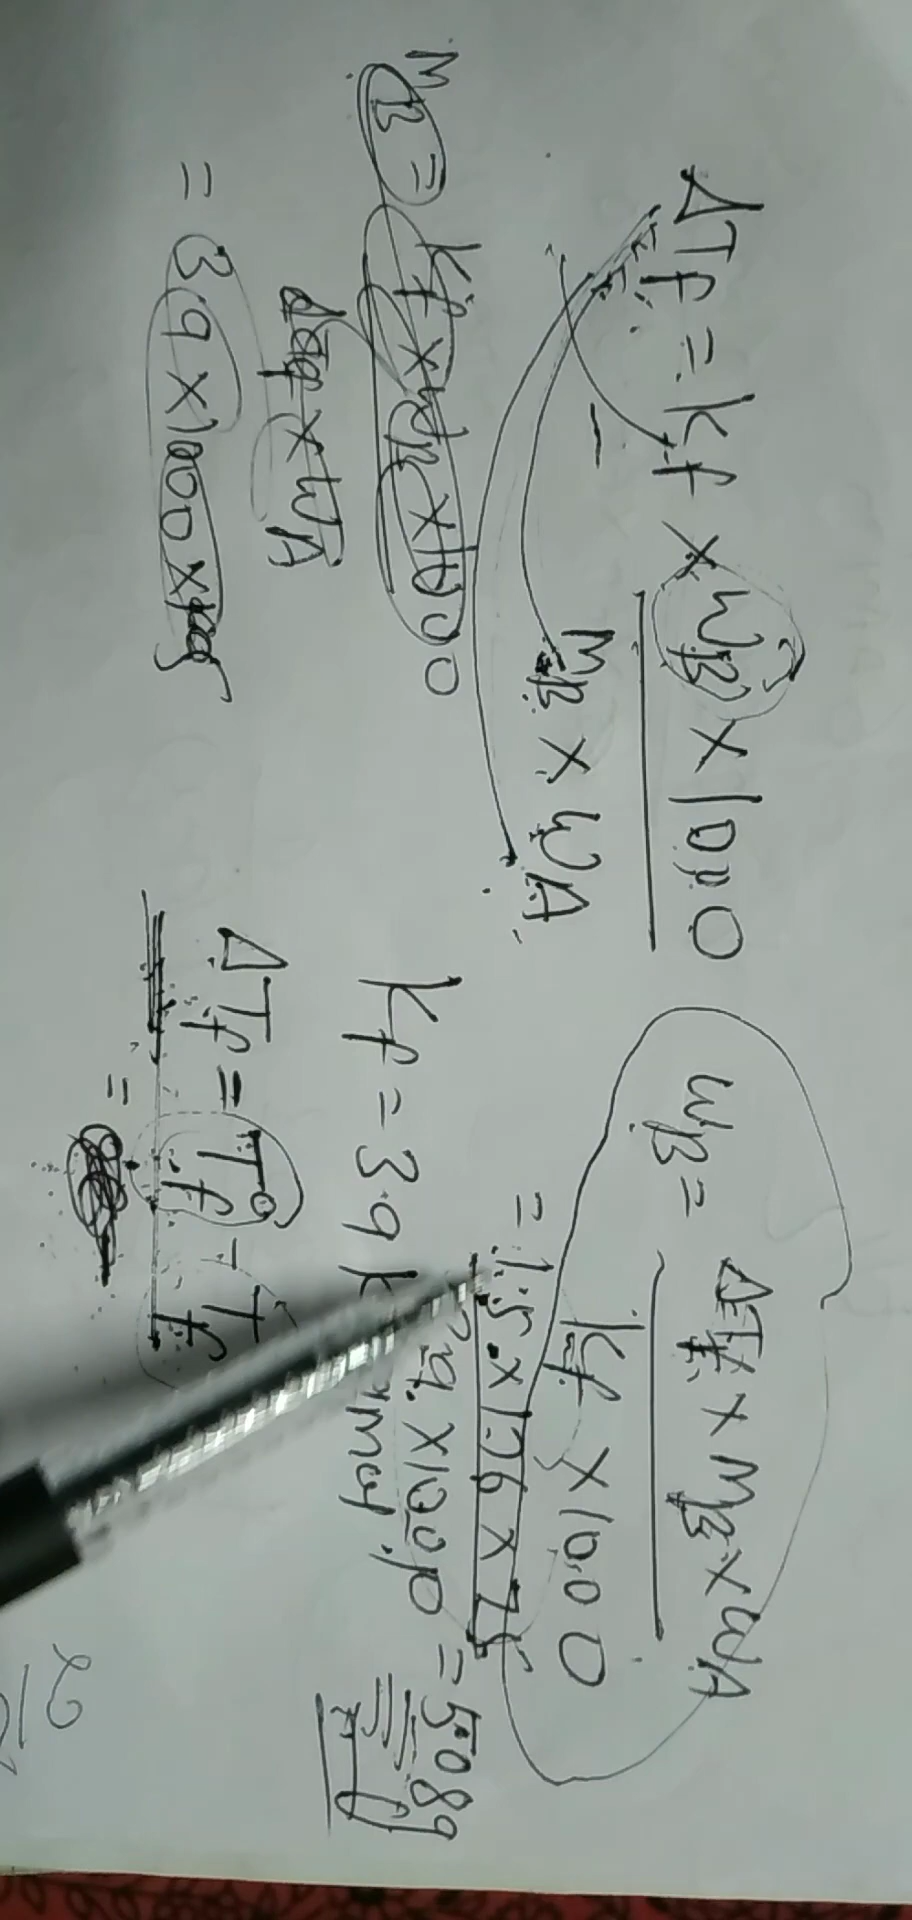 ΔTf = Kf × WB × 1000
MB × WA
MB = Kf × WB × 1000
ΔTf × WA
= 3.9 × 1000 ×
WB = ΔTf × MB × WA
Kf × 1000
= 1.5 × 176 × 75
3.9 × 1000 = 5.08g
Kf = 3.9 K mol
ΔTf = T°f - Tf
=